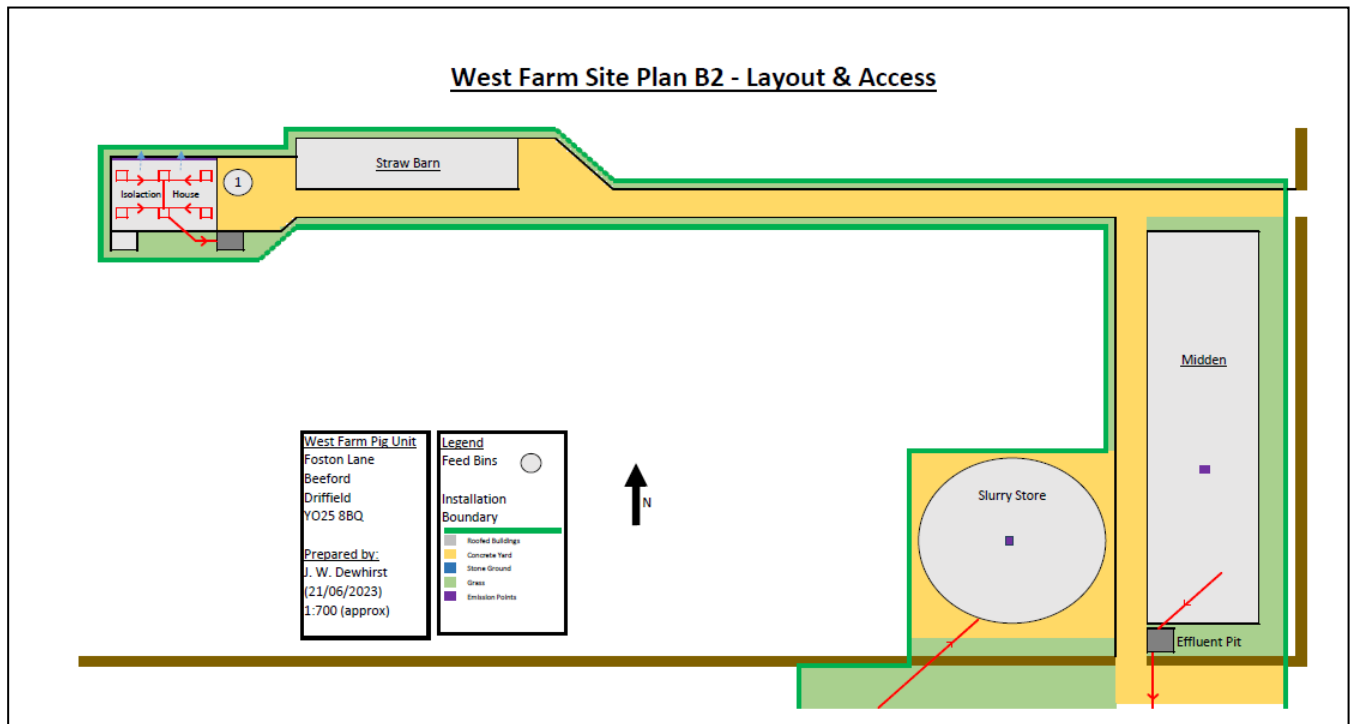 West Farm Site Plan B2 - Layout & Access
Straw Barn
1
Isolaction House
Midden
West Farm Pig Unit
Foston Lane
Beeford
Driffield
YO25 8BQ
Prepared by:
J. W. Dewhirst
(21/06/2023)
1:700 (approx)
Legend
Feed Bins
Installation
Boundary
Roofed Buildings
Concrete Yard
Stone Ground
Grass
Emission Points
N
Slurry Store
Effluent Pit